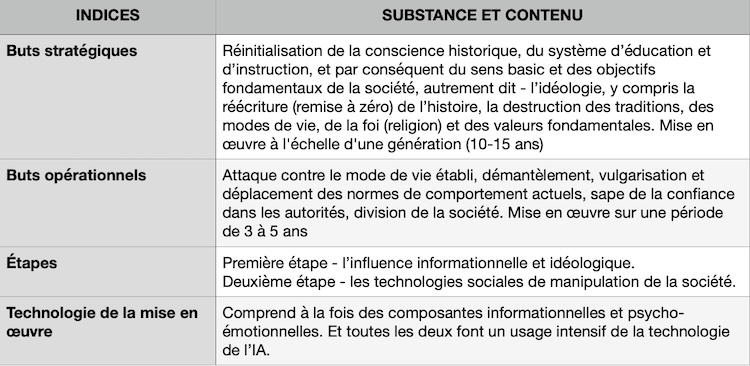 INDICES
SUBSTANCE ET CONTENU
Buts stratégiques
Réinitialisation de la conscience historique, du système d’éducation et
d’instruction, et par conséquent du sens basic et des objectifs
fondamentaux de la société, autrement dit - l’idéologie, y compris la
réécriture (remise à zéro) de l’histoire, la destruction des traditions, des
modes de vie, de la foi (religion) et des valeurs fondamentales. Mise en
œuvre à l'échelle d'une génération (10-15 ans)
Buts opérationnels
Attaque contre le mode de vie établi, démantèlement, vulgarisation et
déplacement des normes de comportement actuels, sape de la confiance
dans les autorités, division de la société. Mise en œuvre sur une période
de 3 à 5 ans
Étapes
Première étape - l’influence informationnelle et idéologique.
Deuxième étape - les technologies sociales de manipulation de la société.
Technologie de la mise en
œuvre
Comprend à la fois des composantes informationnelles et psycho-
émotionnelles. Et toutes les deux font un usage intensif de la technologie
de l’IA.